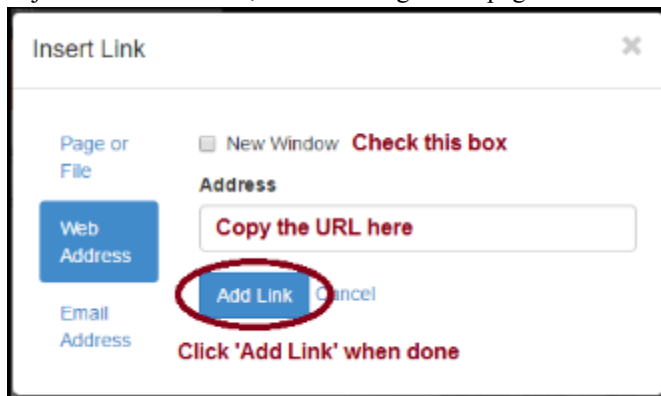 Insert Link ×
Page or
File
New Window Check this box
Address
Web
Address
Copy the URL here
Add Link Cancel
Email
Address
Click 'Add Link' when done